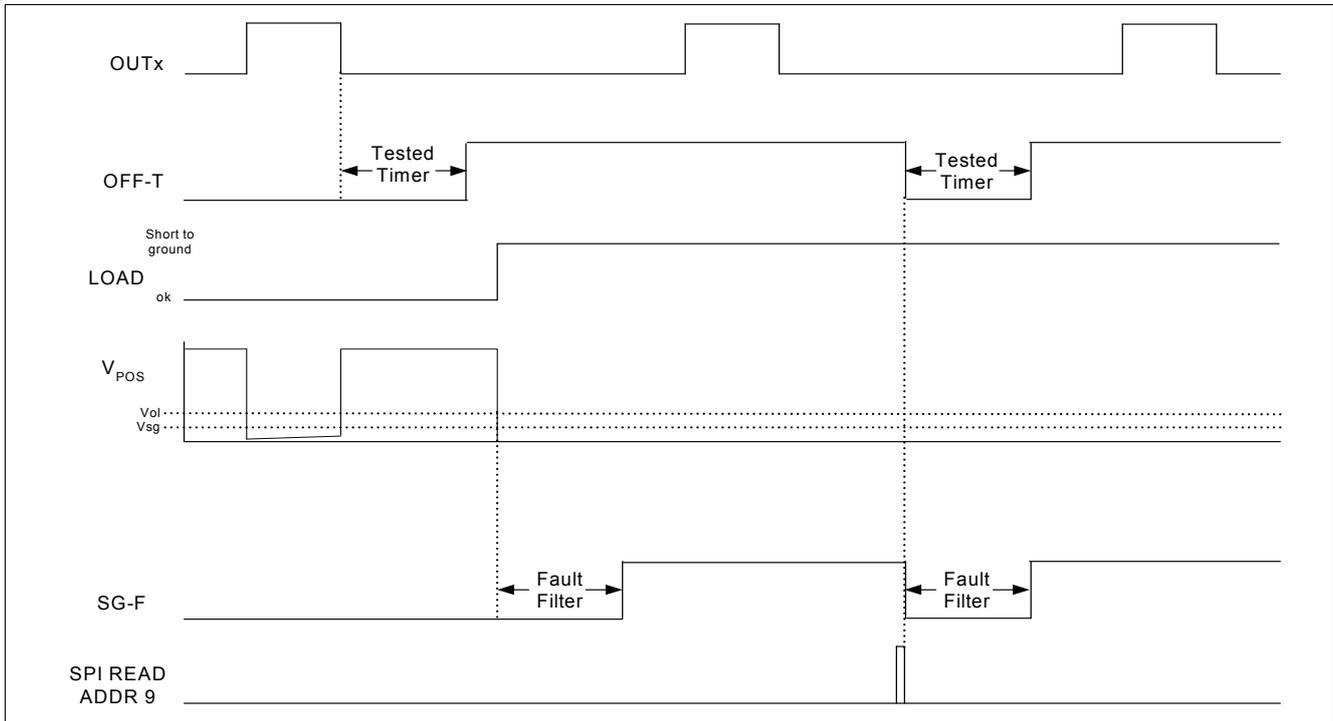 OUTx
Tested
Timer
Tested
Timer
OFF-T
Short to
ground
LOAD
ok
VPOS
Vol
Vsg
Fault
Filter
Fault
Filter
SG-F
SPI READ
ADDR 9